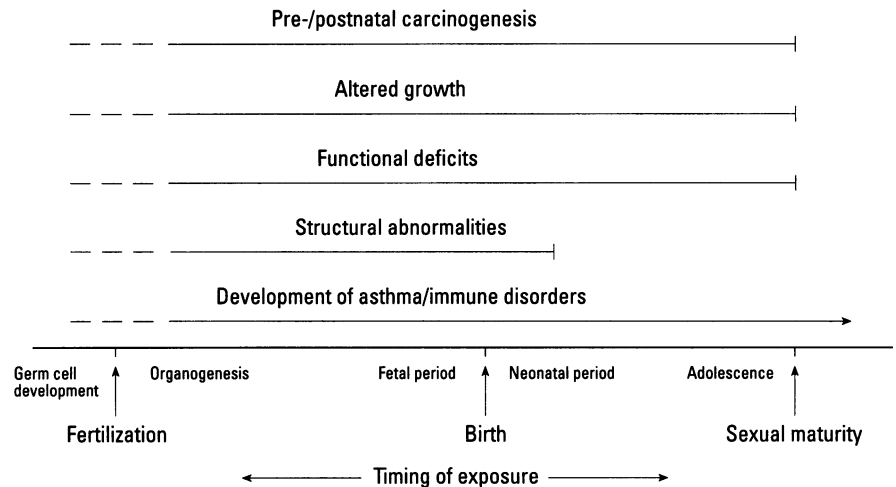 Pre-/postnatal carcinogenesis
Altered growth
Functional deficits
Structural abnormalities
Development of asthma/immune disorders
Germ cell development
Organogenesis
Fetal period
Neonatal period
Adolescence
Fertilization
Birth
Sexual maturity
Timing of exposure